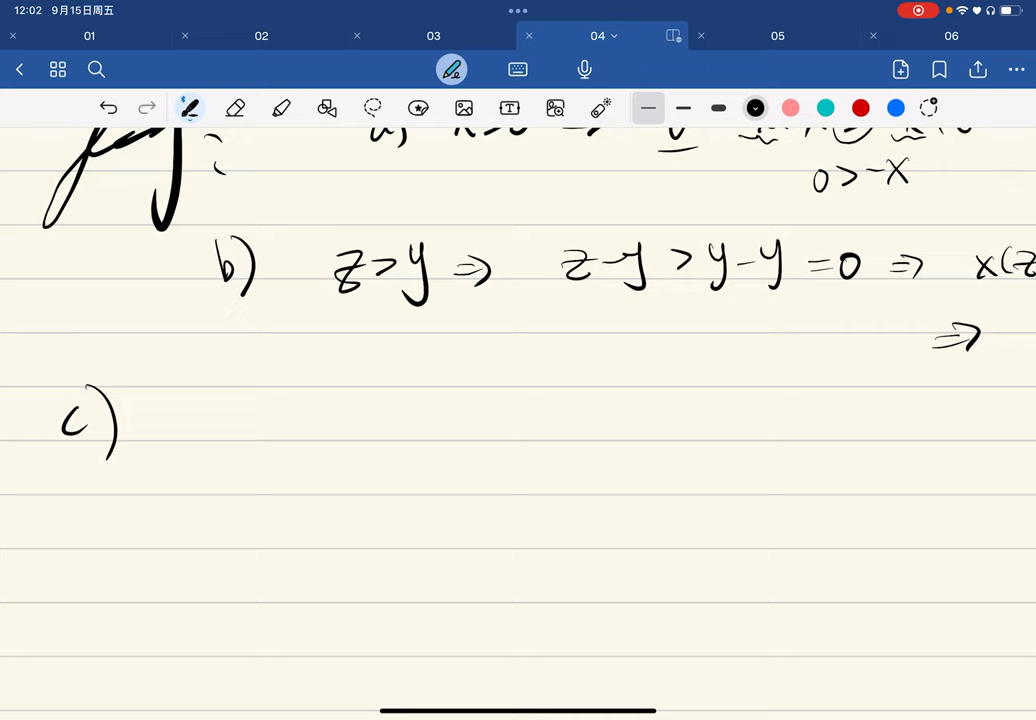 12:02 9月15日周五
01 02 03 04 05 06
0>-x
b) z>y ⇒ z-y>y-y=0 ⇒ x(z
⇒
c)